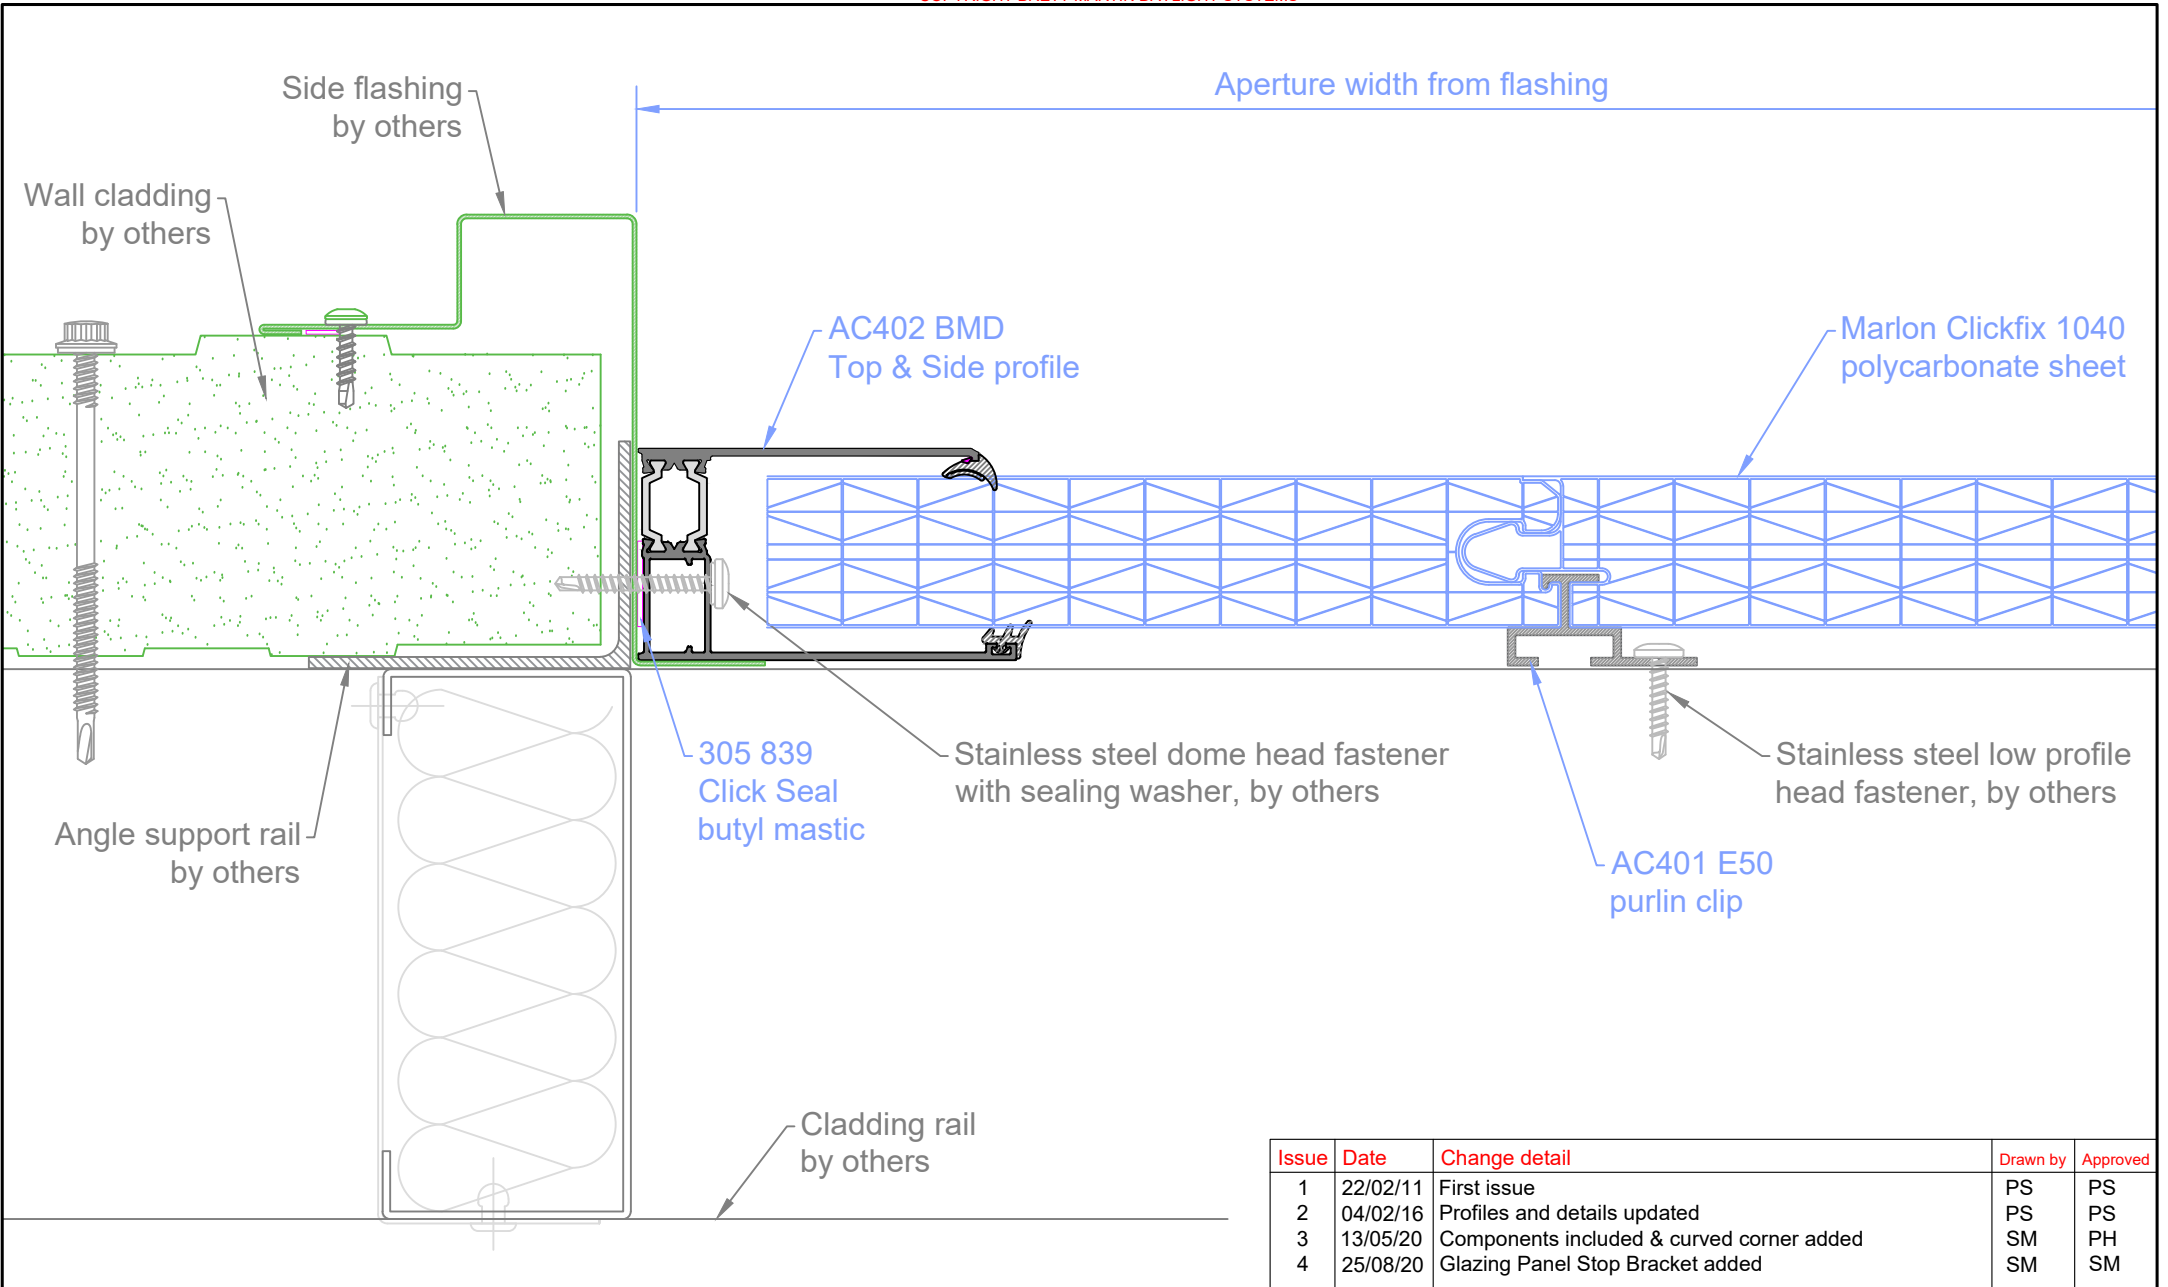 Side flashing
by others
Aperture width from flashing
Wall cladding
by others
AC402 BMD
Top & Side profile
Marlon Clickfix 1040
polycarbonate sheet
305 839
Click Seal
butyl mastic
Stainless steel dome head fastener
with sealing washer, by others
Stainless steel low profile
head fastener, by others
Angle support rail
by others
AC401 E50
purlin clip
Cladding rail
by others
Issue Date Change detail Drawn by Approved
1 22/02/11 First issue PS PS
2 04/02/16 Profiles and details updated PS PS
3 13/05/20 Components included & curved corner added SM PH
4 25/08/20 Glazing Panel Stop Bracket added SM SM